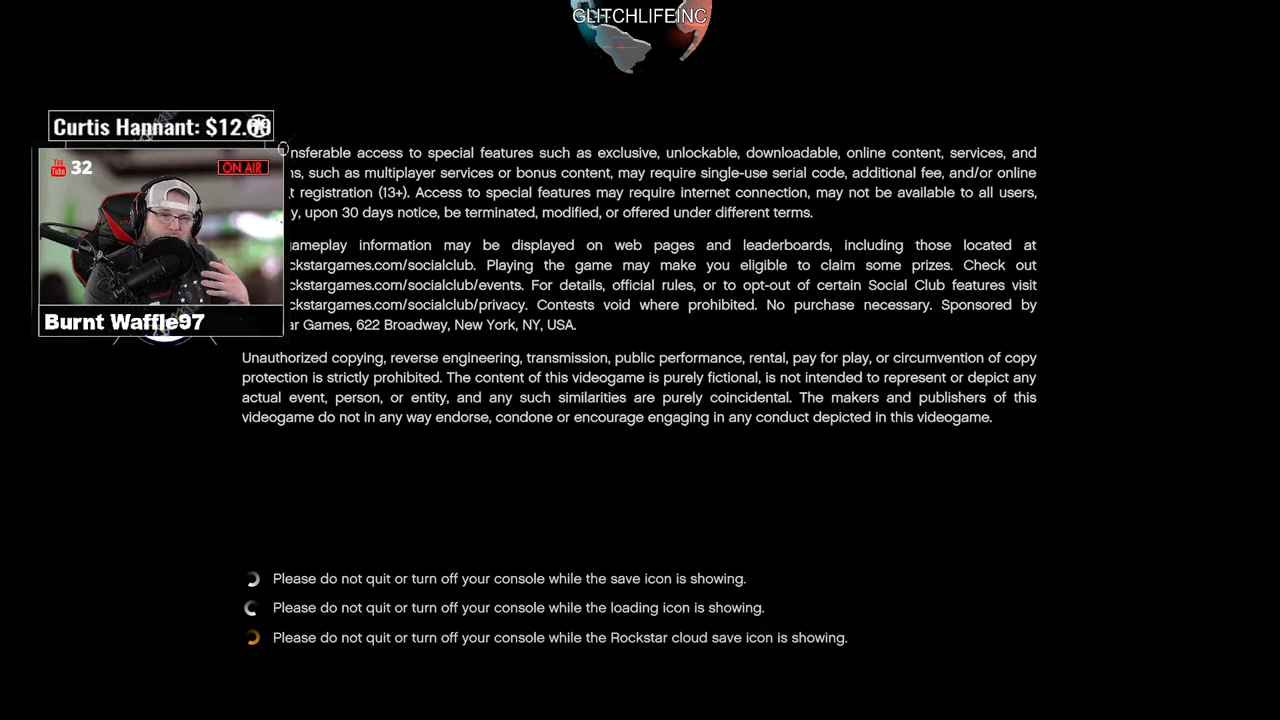 GLITCHLIFEINC
Curtis Hannant:
You Tube 32
ON AIR
Burnt Waffle97
access to special features such as exclusive, unlockable, downloadable, online content, services, and
such as multiplayer services or bonus content, may require single-use serial code, additional fee, and/or online
registration (13+). Access to special features may require internet connection, may not be available to all users,
upon 30 days notice, be terminated, modified, or offered under different terms.
gameplay information may be displayed on web pages and leaderboards, including those located at
ckstargames.com/socialclub. Playing the game may make you eligible to claim some prizes. Check out
ckstargames.com/socialclub/events. For details, official rules, or to opt-out of certain Social Club features visit
ckstargames.com/socialclub/privacy. Contests void where prohibited. No purchase necessary. Sponsored by
ar Games, 622 Broadway, New York, NY, USA.
Unauthorized copying, reverse engineering, transmission, public performance, rental, pay for play, or circumvention of copy
protection is strictly prohibited. The content of this videogame is purely fictional, is not intended to represent or depict any
actual event, person, or entity, and any such similarities are purely coincidental. The makers and publishers of this
videogame do not in any way endorse, condone or encourage engaging in any conduct depicted in this videogame.
Please do not quit or turn off your console while the save icon is showing.
Please do not quit or turn off your console while the loading icon is showing.
Please do not quit or turn off your console while the Rockstar cloud save icon is showing.